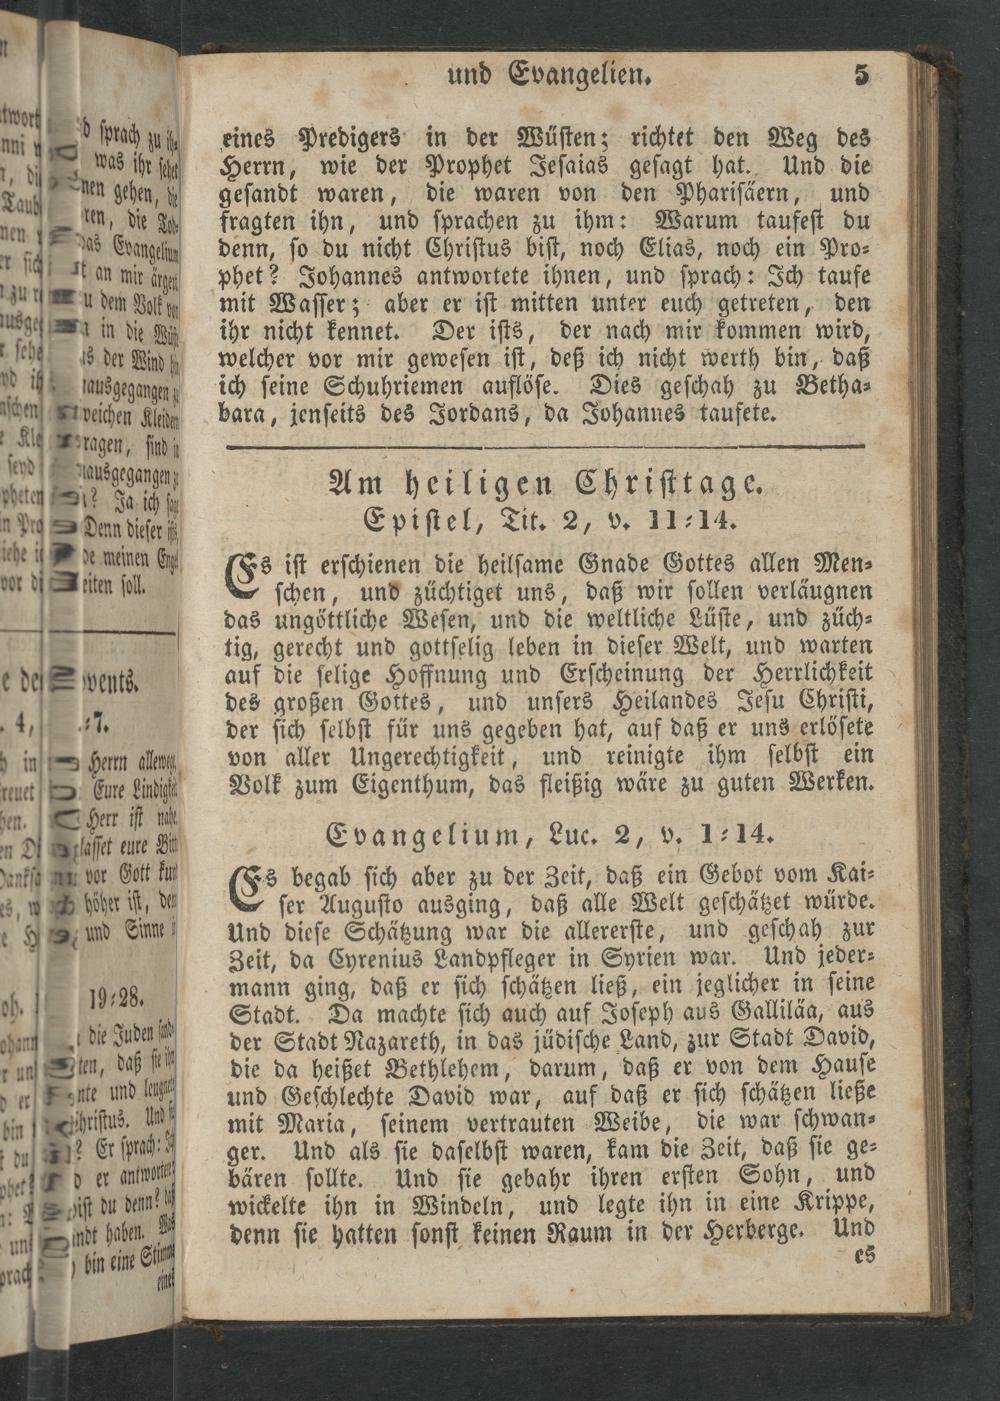 und Evangelien. 5
eines Predigers in der Wüsten; richtet den Weg des
Herrn, wie der Prophet Jesaias gesagt hat. Und die
gesandt waren, die waren von den Pharisäern, und
fragten ihn, und sprachen zu ihm: Warum taufest du
denn, so du nicht Christus bist, noch Elias, noch ein Pro-
phet? Johannes antwortete ihnen, und sprach: Ich taufe
mit Wasser; aber er ist mitten unter euch getreten, den
ihr nicht kennet. Der ists, der nach mir kommen wird,
welcher vor mir gewesen ist, deß ich nicht werth bin, daß
ich seine Schuhriemen auflöse. Dies geschah zu Betha-
bara, jenseits des Jordans, da Johannes taufete.
Am heiligen Christtage.
Epistel, Tit. 2, v. 11-14.
Es ist erschienen die heilsame Gnade Gottes allen Men-
schen, und züchtiget uns, daß wir sollen verläugnen
das ungöttliche Wesen, und die weltliche Lüste, und züch-
tig, gerecht und gottselig leben in dieser Welt, und warten
auf die selige Hoffnung und Erscheinung der Herrlichkeit
des großen Gottes, und unsers Heilandes Jesu Christi,
der sich selbst für uns gegeben hat, auf daß er uns erlösete
von aller Ungerechtigkeit, und reinigte ihm selbst ein
Volk zum Eigenthum, das fleißig wäre zu guten Werken.
Evangelium, Luc. 2, v. 1-14.
Es begab sich aber zu der Zeit, daß ein Gebot vom Kai-
ser Augusto ausging, daß alle Welt geschätzet würde.
Und diese Schätzung war die allererste, und geschah zur
Zeit, da Cyrenius Landpfleger in Syrien war. Und jeder-
mann ging, daß er sich schätzen ließ, ein jeglicher in seine
Stadt. Da machte sich auch auf Joseph aus Galliläa, aus
der Stadt Nazareth, in das jüdische Land, zur Stadt David,
die da heißet Bethlehem, darum, daß er von dem Hause
und Geschlechte David war, auf daß er sich schätzen ließe
mit Maria, seinem vertrauten Weibe, die war schwan-
ger. Und als sie daselbst waren, kam die Zeit, daß sie ge-
bären sollte. Und sie gebahr ihren ersten Sohn, und
wickelte ihn in Windeln, und legte ihn in eine Krippe,
denn sie hatten sonst keinen Raum in der Herberge. Und
es